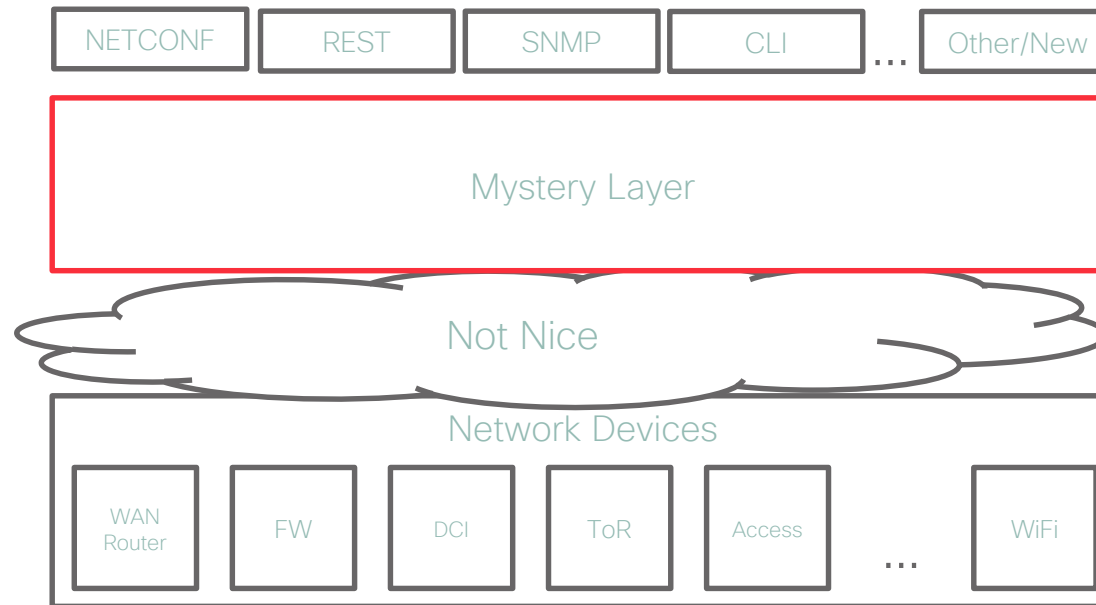 NETCONF
REST
SNMP
CLI
...
Other/New
Mystery Layer
Not Nice
Network Devices
WAN
Router
FW
DCI
ToR
Access
...
WiFi